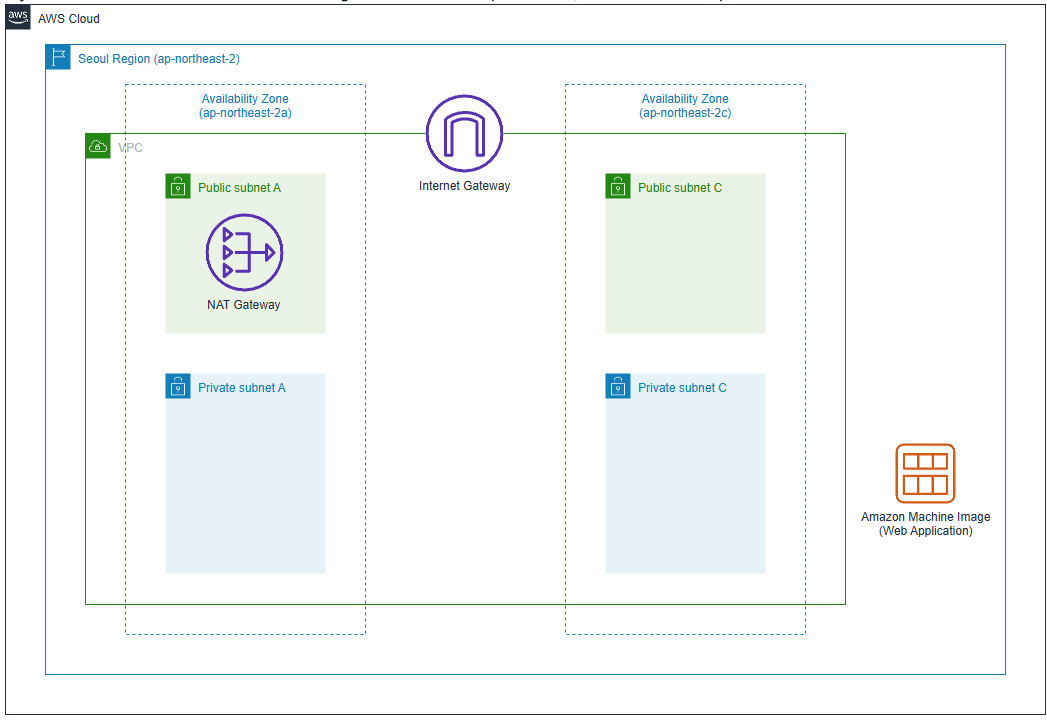 aws
AWS Cloud
Seoul Region (ap-northeast-2)
Availability Zone
(ap-northeast-2a)
Availability Zone
(ap-northeast-2c)
VPC
Internet Gateway
Public subnet A
Public subnet C
NAT Gateway
Private subnet A
Private subnet C
Amazon Machine Image
(Web Application)